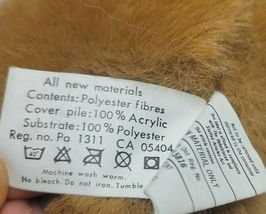 All new materials
Contents: Polyester fibres
Cover pile: 100% Acrylic
Substrate: 100% Polyester
Reg. no. Pa 1311 CA 05404
40°
Machine wash warm.
No bleach. Do not iron. Tumble
MATERIAL ONLY